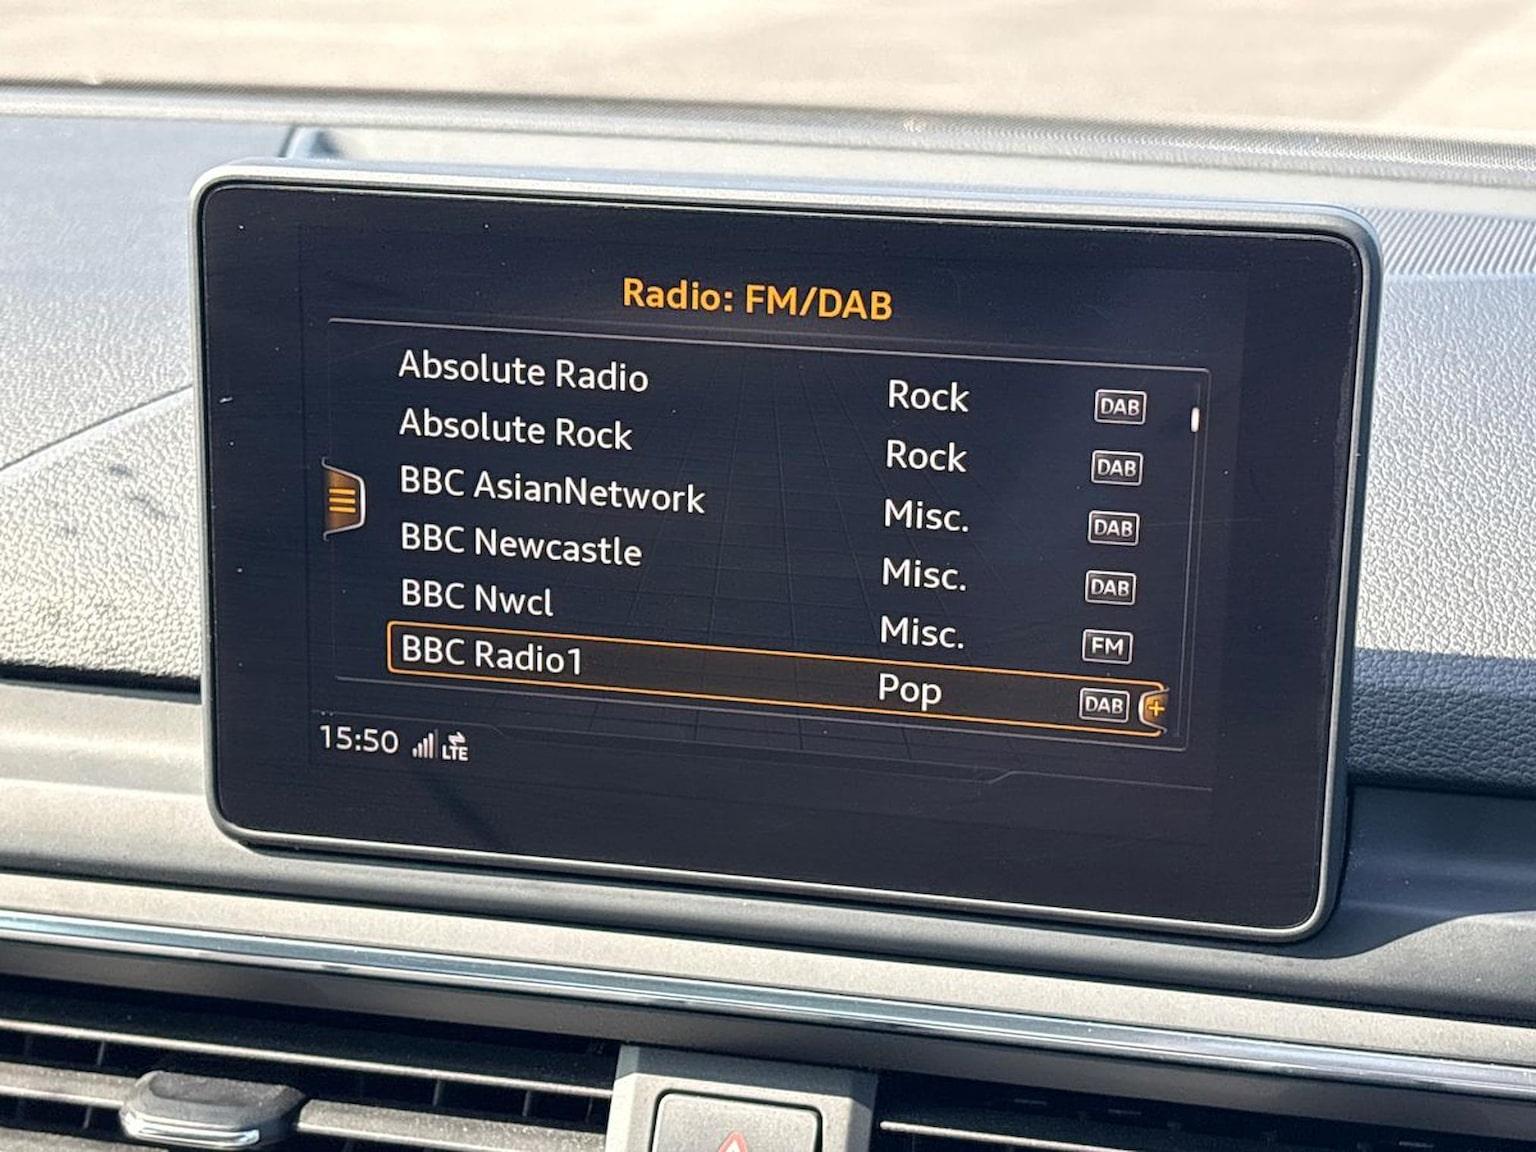 Radio: FM/DAB
Absolute Radio Rock DAB
Absolute Rock Rock DAB
BBC AsianNetwork Misc. DAB
BBC Newcastle Misc. DAB
BBC Nwcl Misc. FM
BBC Radio1 Pop DAB +
15:50 LTE